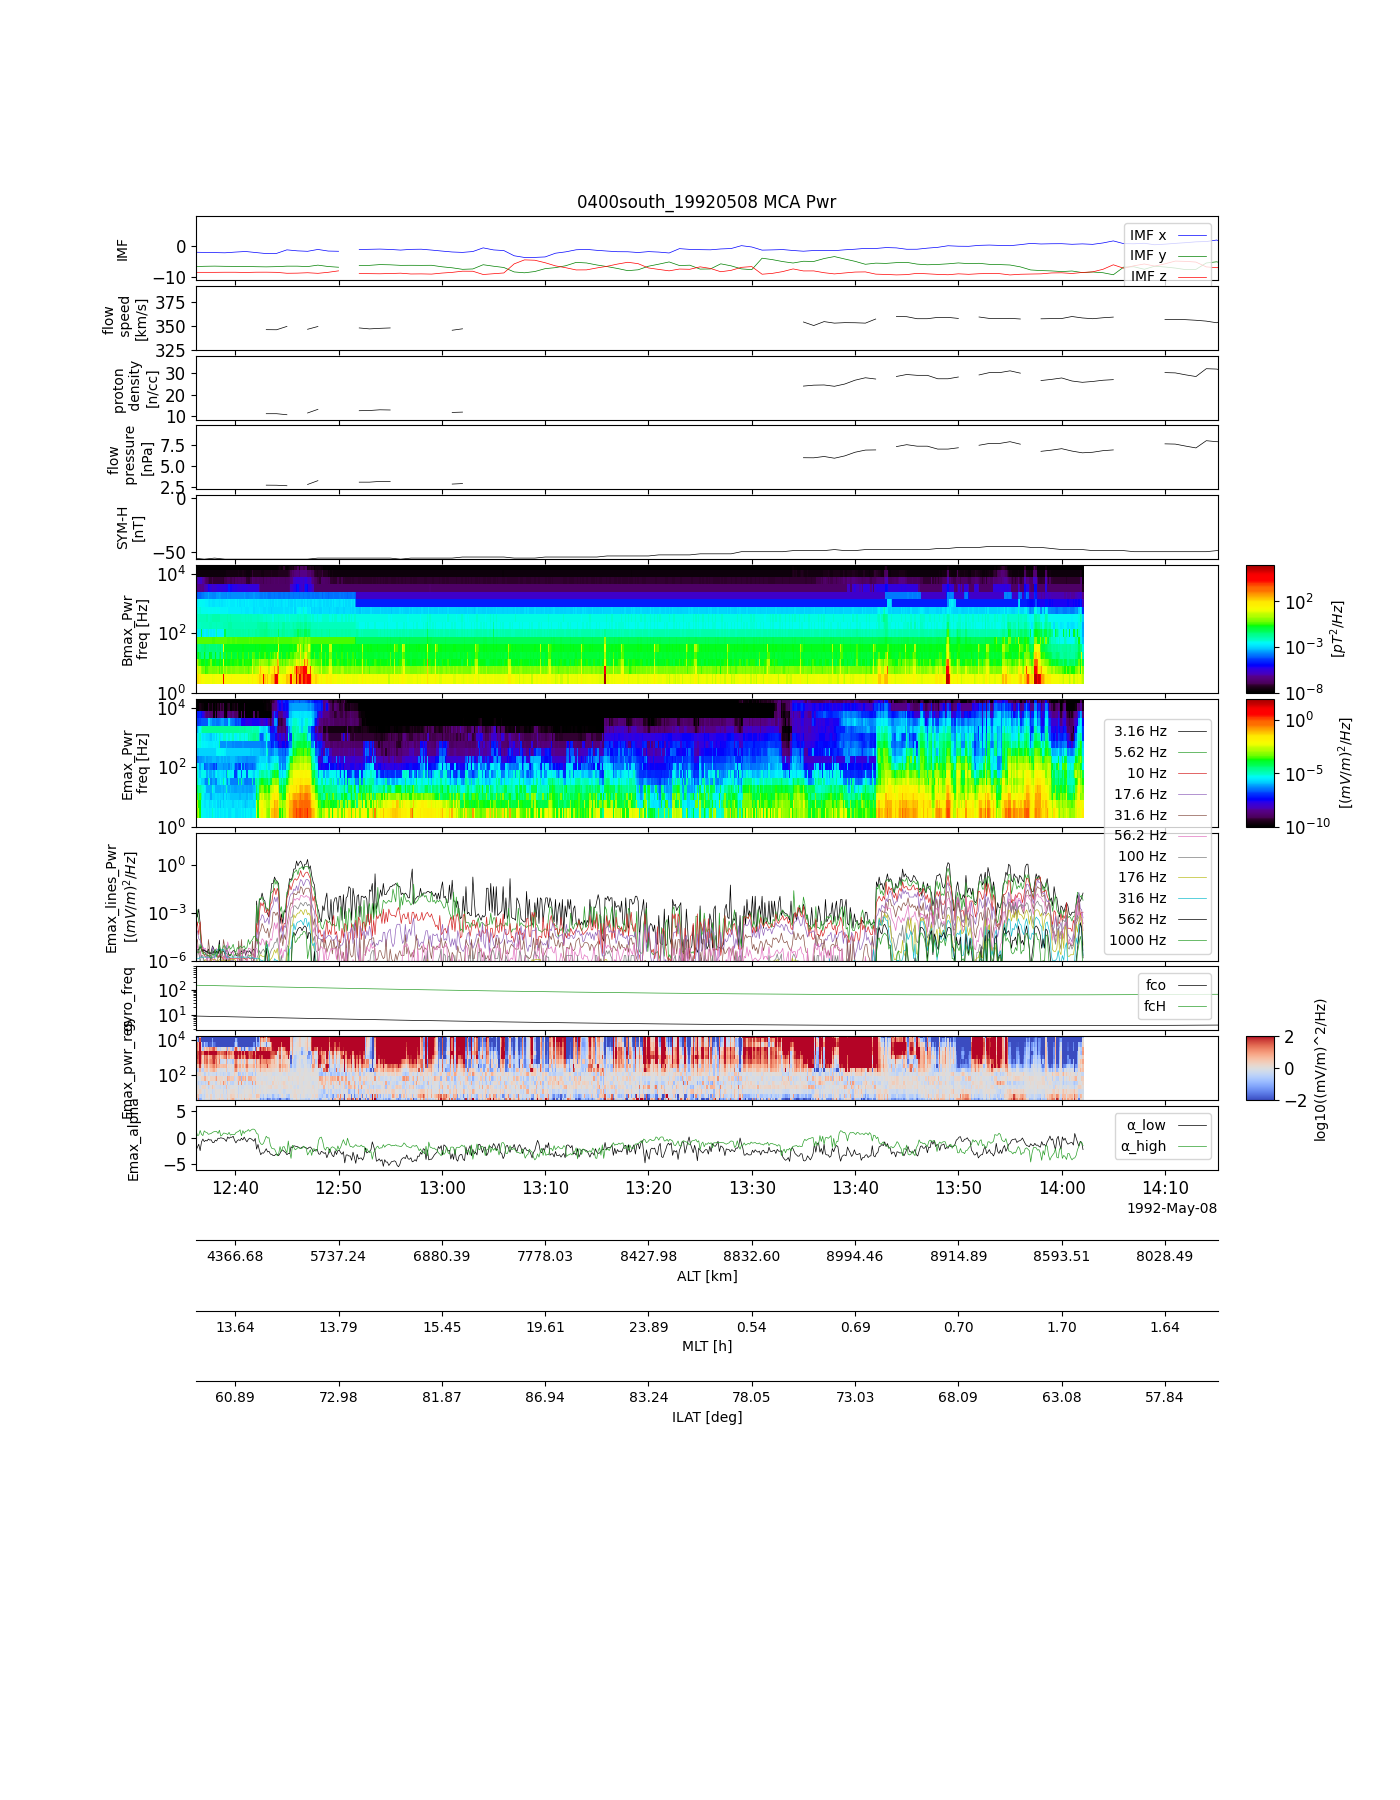 0400south_19920508 MCA Pwr
IMF
0
−10
IMF x
IMF y
IMF z
flow
speed
[km/s]
375
350
325
proton
density
[n/cc]
30
20
10
flow
pressure
[nPa]
7.5
5.0
2.5
SYM-H
[nT]
0
−50
Bmax_Pwr
freq [Hz]
10^4
10^2
10^0
10^2
10^−3
10^−8
[pT^2/Hz]
Emax_Pwr
freq [Hz]
10^4
10^2
10^0
10^0
10^−5
10^−10
[(mV/m)^2/Hz]
3.16 Hz
5.62 Hz
10 Hz
17.6 Hz
31.6 Hz
56.2 Hz
100 Hz
176 Hz
316 Hz
562 Hz
1000 Hz
Emax_lines_Pwr
[(mV/m)^2/Hz]
10^0
10^−3
10^−6
gyro_freq
10^2
10^1
fco
fcH
10^4
10^2
2
0
−2
log10((mV/m)^2/Hz)
Emax_alpha
5
0
−5
α_low
α_high
12:40 12:50 13:00 13:10 13:20 13:30 13:40 13:50 14:00 14:10
1992-May-08
4366.68 5737.24 6880.39 7778.03 8427.98 8832.60 8994.46 8914.89 8593.51 8028.49
ALT [km]
13.64 13.79 15.45 19.61 23.89 0.54 0.69 0.70 1.70 1.64
MLT [h]
60.89 72.98 81.87 86.94 83.24 78.05 73.03 68.09 63.08 57.84
ILAT [deg]